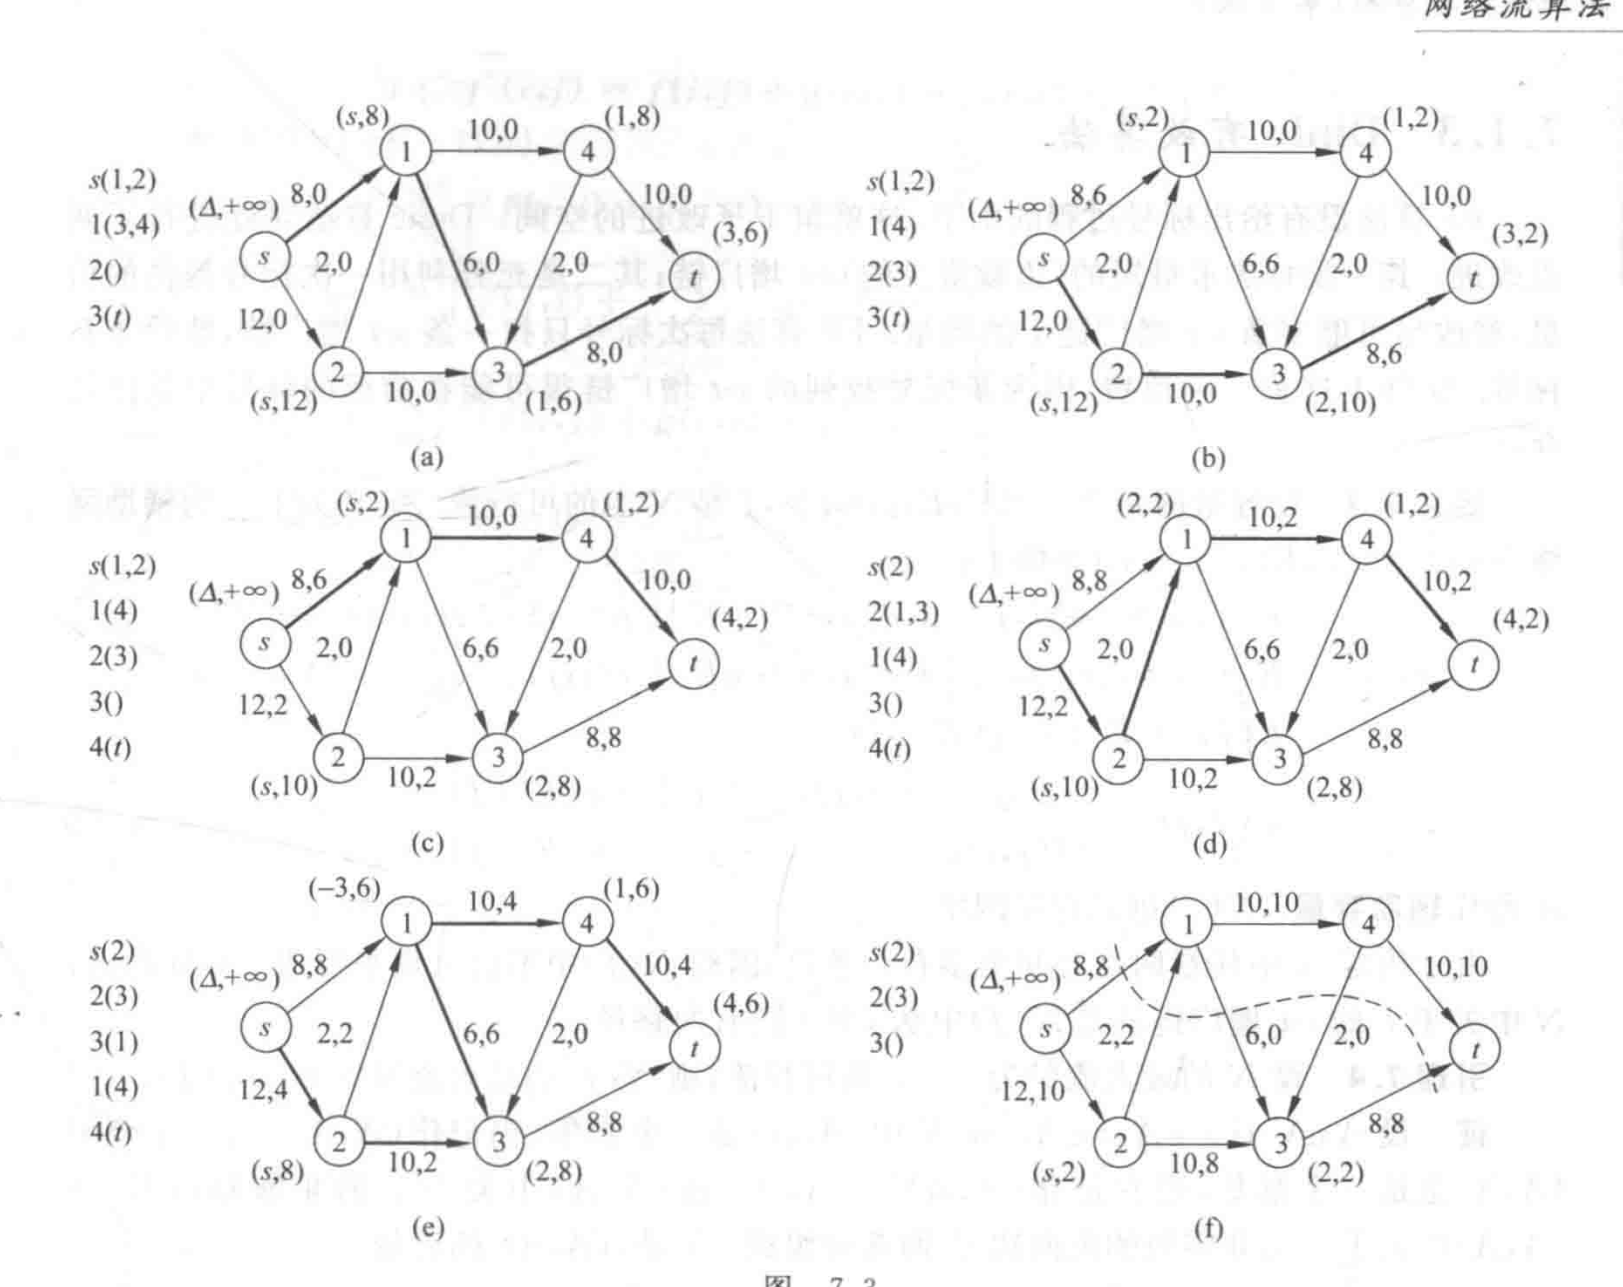 网络流算法
(s,8)
10,0
(1,8)
1
4
s(1,2)
1(3,4)
2()
3(t)
(Δ,+∞)
8,0
10,0
(3,6)
s
2,0
6,0
2,0
t
12,0
8,0
2
3
(s,12)
10,0
(1,6)
(a)
(s,2)
10,0
(1,2)
1
4
s(1,2)
1(4)
2(3)
3(t)
(Δ,+∞)
8,6
10,0
(3,2)
s
2,0
6,6
2,0
t
12,0
8,6
2
3
(s,12)
10,0
(2,10)
(b)
(s,2)
10,0
(1,2)
1
4
s(1,2)
1(4)
2(3)
3()
4(t)
(Δ,+∞)
8,6
10,0
(4,2)
s
2,0
6,6
2,0
t
12,2
8,8
2
3
(s,10)
10,2
(2,8)
(c)
(2,2)
10,2
(1,2)
1
4
s(2)
2(1,3)
1(4)
3()
4(t)
(Δ,+∞)
8,8
10,2
(4,2)
s
2,0
6,6
2,0
t
12,2
8,8
2
3
(s,10)
10,2
(2,8)
(d)
(−3,6)
10,4
(1,6)
1
4
s(2)
2(3)
3(1)
1(4)
4(t)
(Δ,+∞)
8,8
10,4
(4,6)
s
2,2
6,6
2,0
t
12,4
8,8
2
3
(s,8)
10,2
(2,8)
(e)
10,10
1
4
s(2)
2(3)
3()
(Δ,+∞)
8,8
10,10
s
2,2
6,0
2,0
t
12,10
8,8
2
3
(s,2)
10,8
(2,2)
(f)
图 7-3